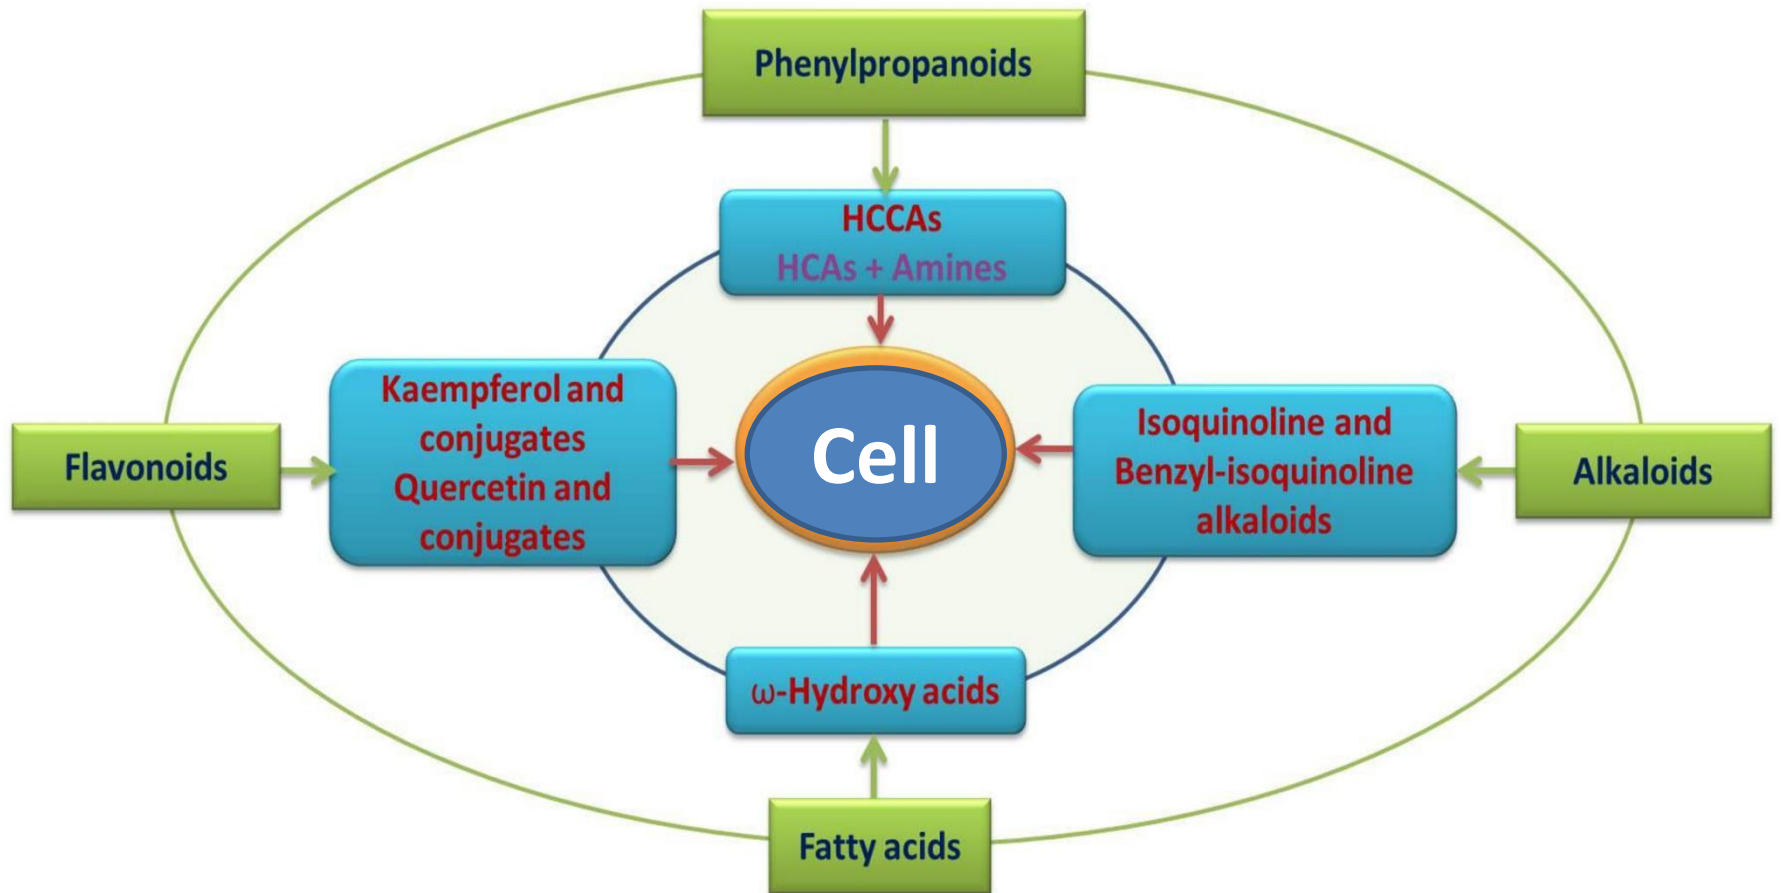 Phenylpropanoids
HCCAs
HCAs + Amines
Kaempferol and
conjugates
Quercetin and
conjugates
Flavonoids
Cell
Isoquinoline and
Benzyl-isoquinoline
alkaloids
Alkaloids
ω-Hydroxy acids
Fatty acids